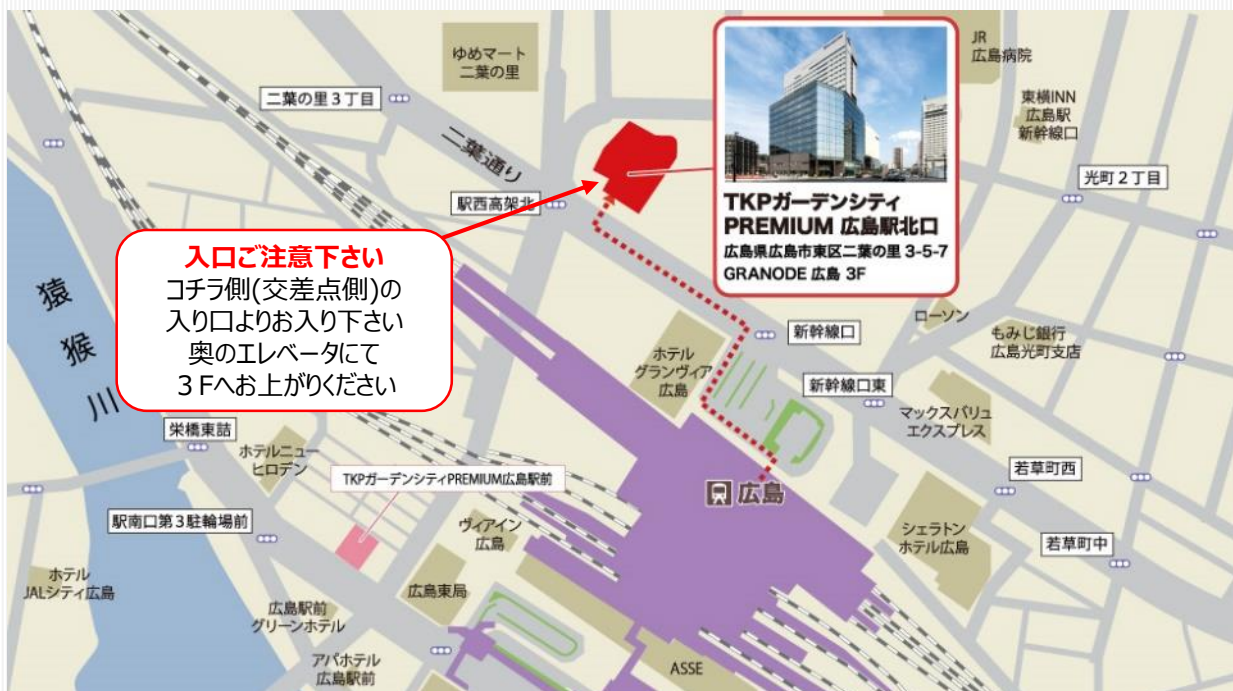 ゆめマート
二葉の里
二葉の里3丁目
二葉通り
駅西高架北
JR
広島病院
東横INN
広島駅
新幹線口
光町2丁目
TKPガーデンシティ
PREMIUM 広島駅北口
広島県広島市東区二葉の里 3-5-7
GRANODE 広島 3F
入口ご注意下さい
コチラ側(交差点側)の
入り口よりお入り下さい
奥のエレベータにて
3Fへお上がりください
猿
猴
川
ホテル
グランヴィア
広島
新幹線口
ローソン
もみじ銀行
広島光町支店
新幹線口東
マックスバリュ
エクスプレス
栄橋東詰
ホテルニュー
ヒロデン
TKPガーデンシティPREMIUM広島駅前
広島
若草町西
駅南口第3駐輪場前
ヴィアイン
広島
シェラトン
ホテル広島
若草町中
ホテル
JALシティ広島
広島東局
広島駅前
グリーンホテル
アパホテル
広島駅前
ASSE